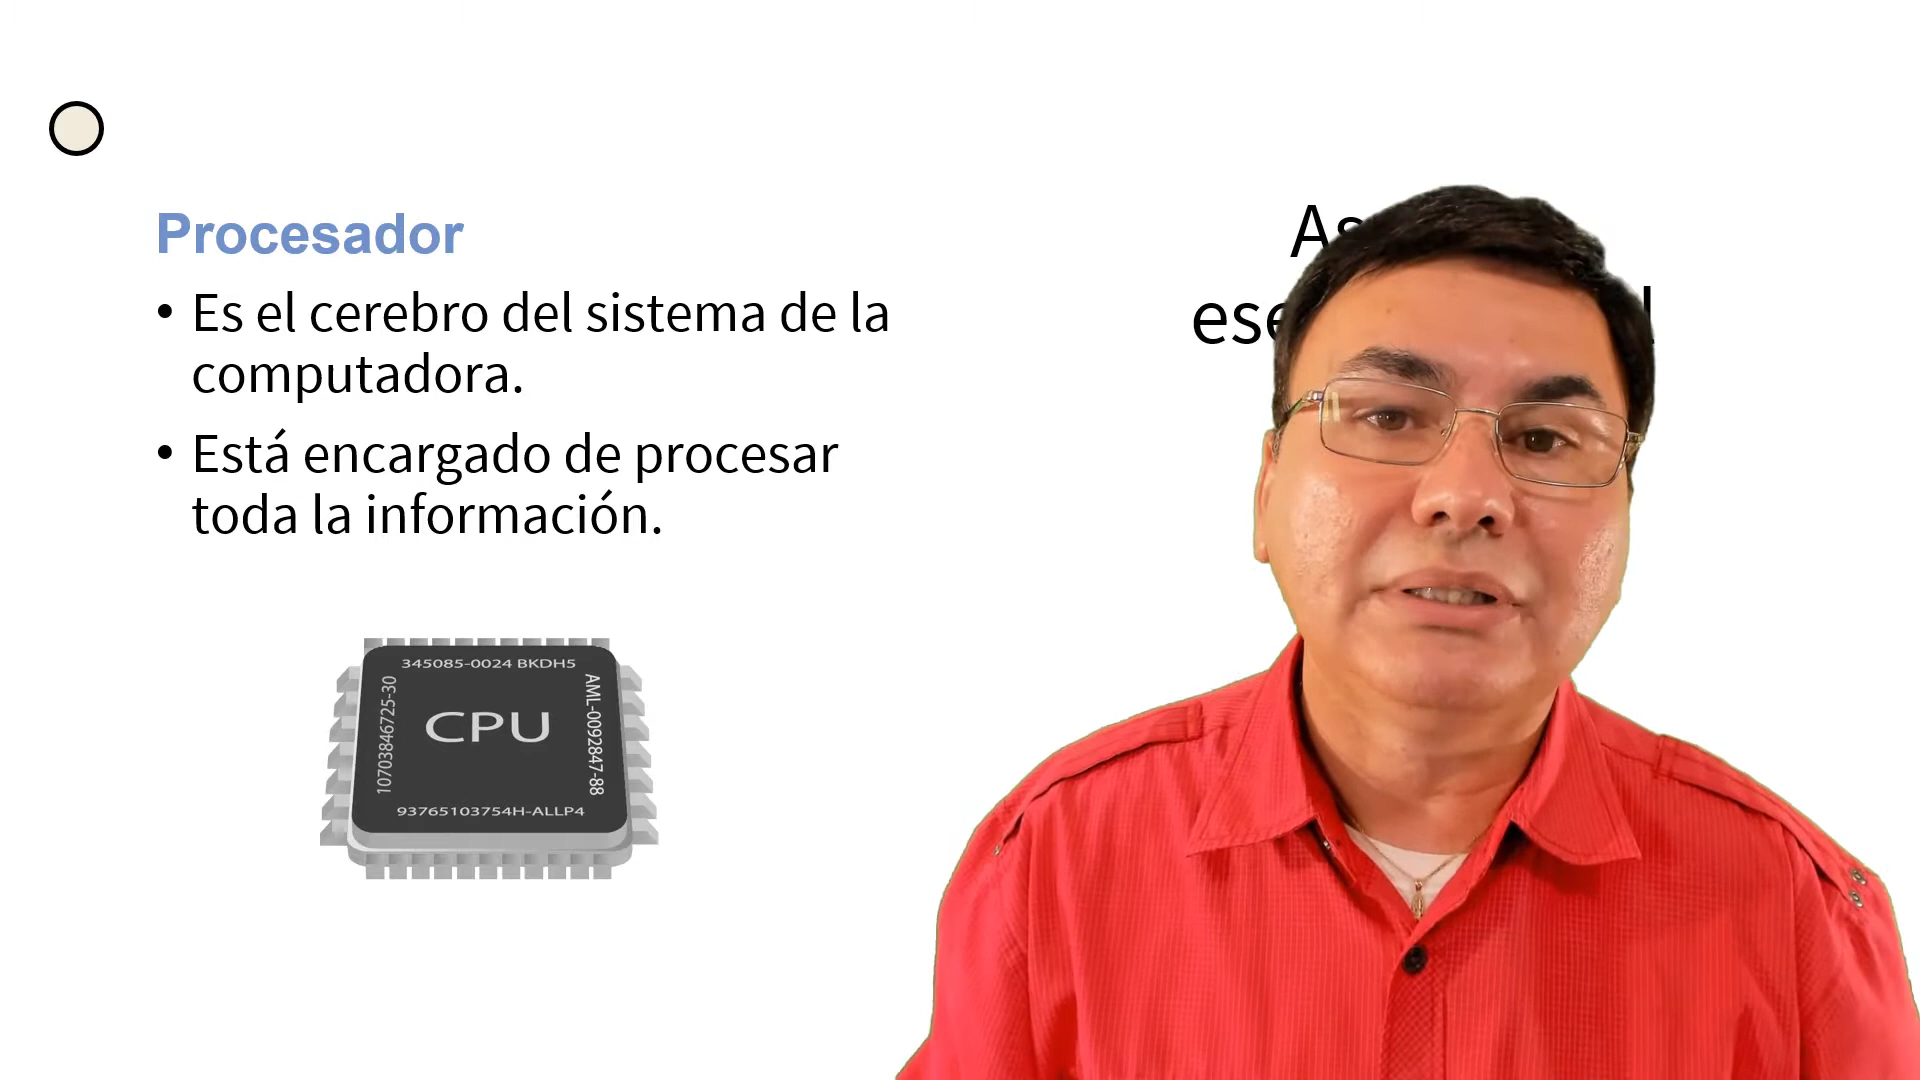 Procesador
• Es el cerebro del sistema de la
computadora.
• Está encargado de procesar
toda la información.
345085-0024 BKDH5
10703846725-30
CPU
AML-0092847-88
93765103754H-ALLP4